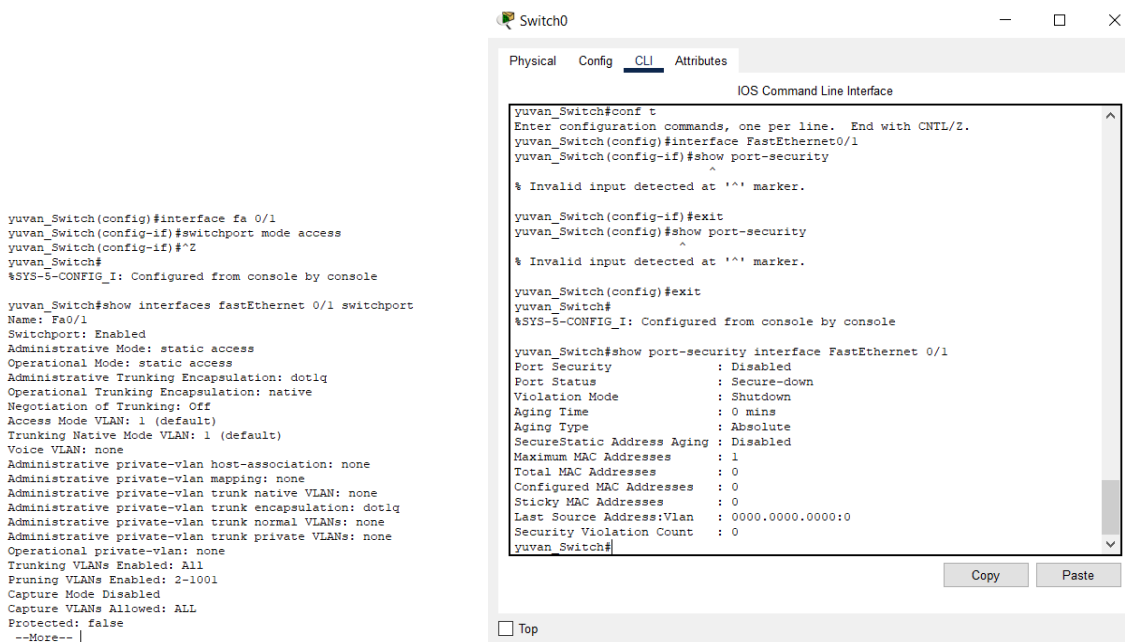 yuvan_Switch(config)#interface fa 0/1
yuvan_Switch(config-if)#switchport mode access
yuvan_Switch(config-if)#^Z
yuvan_Switch#
%SYS-5-CONFIG_I: Configured from console by console
yuvan_Switch#show interfaces fastEthernet 0/1 switchport
Name: Fa0/1
Switchport: Enabled
Administrative Mode: static access
Operational Mode: static access
Administrative Trunking Encapsulation: dot1q
Operational Trunking Encapsulation: native
Negotiation of Trunking: Off
Access Mode VLAN: 1 (default)
Trunking Native Mode VLAN: 1 (default)
Voice VLAN: none
Administrative private-vlan host-association: none
Administrative private-vlan mapping: none
Administrative private-vlan trunk native VLAN: none
Administrative private-vlan trunk encapsulation: dot1q
Administrative private-vlan trunk normal VLANs: none
Administrative private-vlan trunk private VLANs: none
Operational private-vlan: none
Trunking VLANs Enabled: All
Pruning VLANs Enabled: 2-1001
Capture Mode Disabled
Capture VLANs Allowed: ALL
Protected: false
--More--
Switch0
Physical Config CLI Attributes
IOS Command Line Interface
yuvan_Switch#conf t
Enter configuration commands, one per line. End with CNTL/Z.
yuvan_Switch(config)#interface FastEthernet0/1
yuvan_Switch(config-if)#show port-security
^
% Invalid input detected at '^' marker.
yuvan_Switch(config-if)#exit
yuvan_Switch(config)#show port-security
^
% Invalid input detected at '^' marker.
yuvan_Switch(config)#exit
yuvan_Switch#
%SYS-5-CONFIG_I: Configured from console by console
yuvan_Switch#show port-security interface FastEthernet 0/1
Port Security : Disabled
Port Status : Secure-down
Violation Mode : Shutdown
Aging Time : 0 mins
Aging Type : Absolute
SecureStatic Address Aging : Disabled
Maximum MAC Addresses : 1
Total MAC Addresses : 0
Configured MAC Addresses : 0
Sticky MAC Addresses : 0
Last Source Address:Vlan : 0000.0000.0000:0
Security Violation Count : 0
yuvan_Switch#
Copy Paste
Top